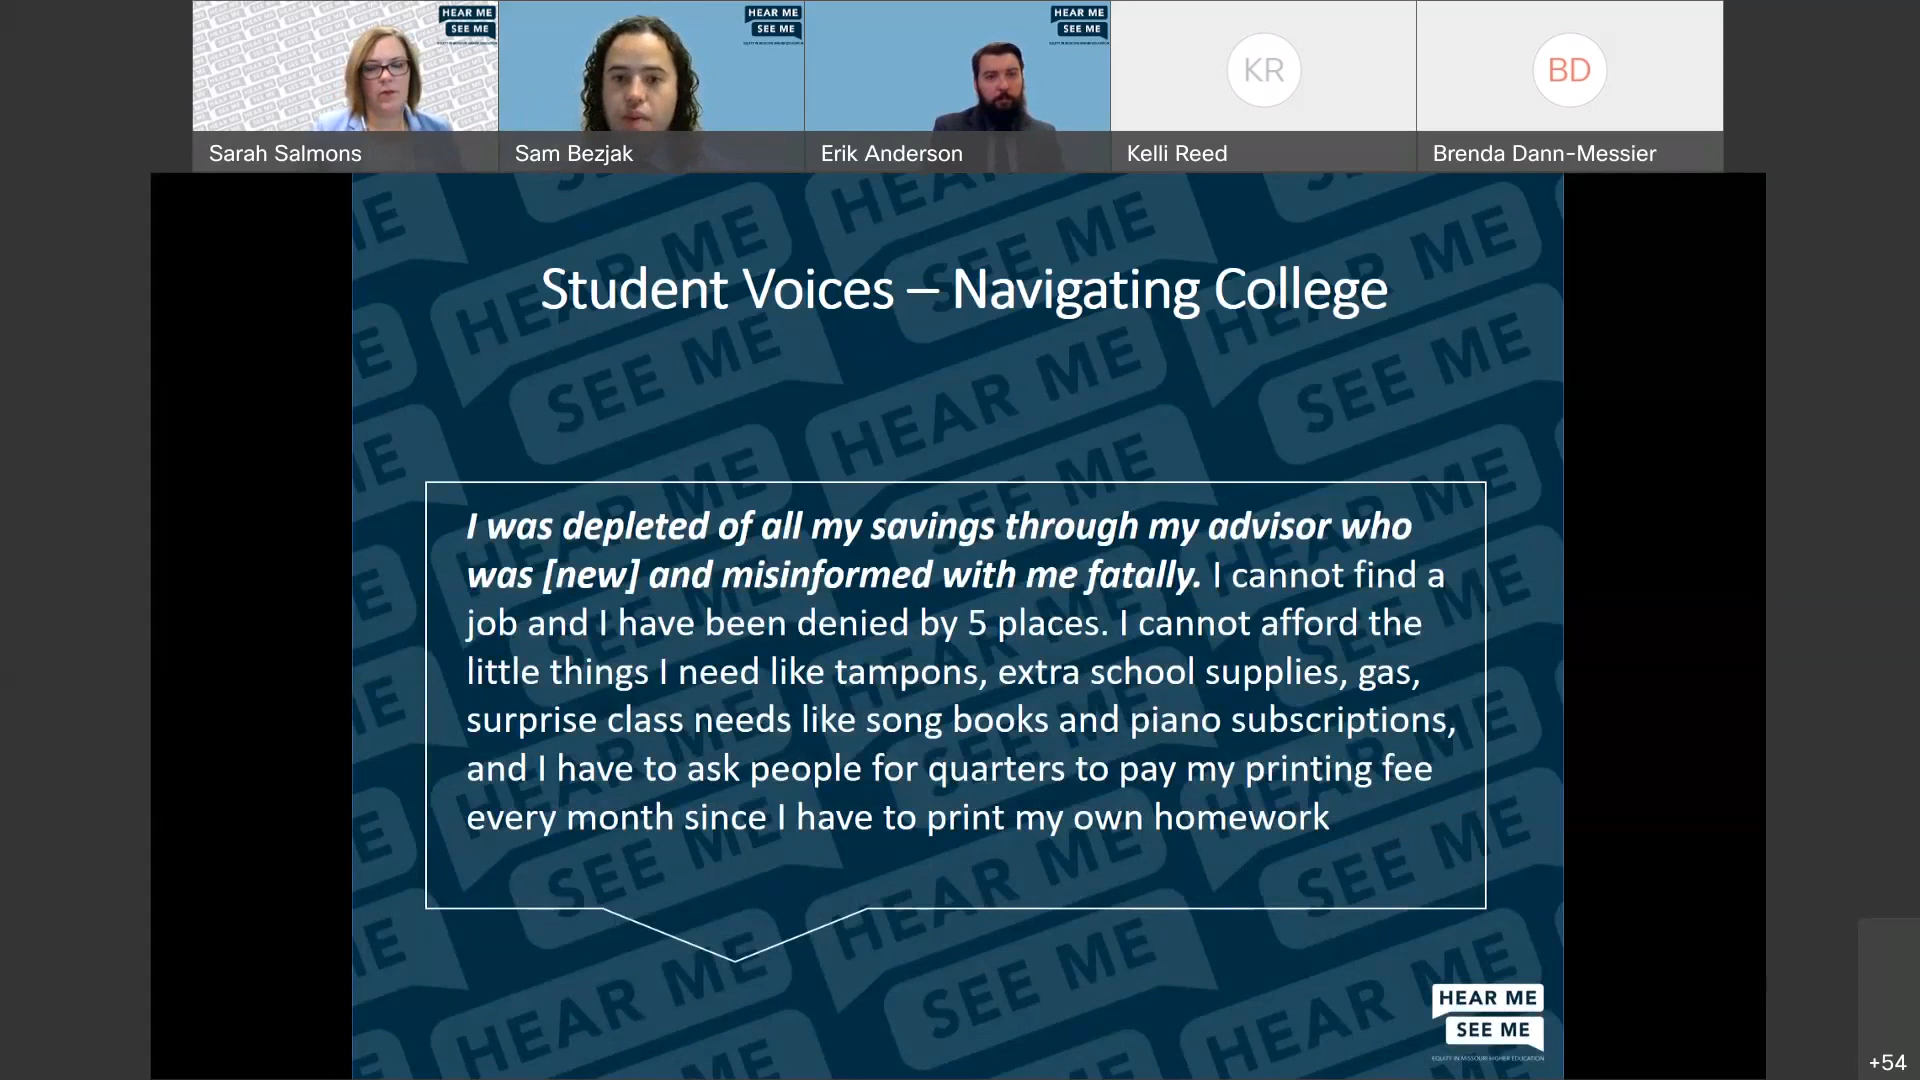 HEAR ME
SEE ME
HEAR ME
SEE ME
HEAR ME
SEE ME
KR
BD
Sarah Salmons
Sam Bezjak
Erik Anderson
Kelli Reed
Brenda Dann-Messier
Student Voices – Navigating College
I was depleted of all my savings through my advisor who
was [new] and misinformed with me fatally. I cannot find a
job and I have been denied by 5 places. I cannot afford the
little things I need like tampons, extra school supplies, gas,
surprise class needs like song books and piano subscriptions,
and I have to ask people for quarters to pay my printing fee
every month since I have to print my own homework
HEAR ME
SEE ME
EQUITY IN MISSOURI HIGHER EDUCATION
+54